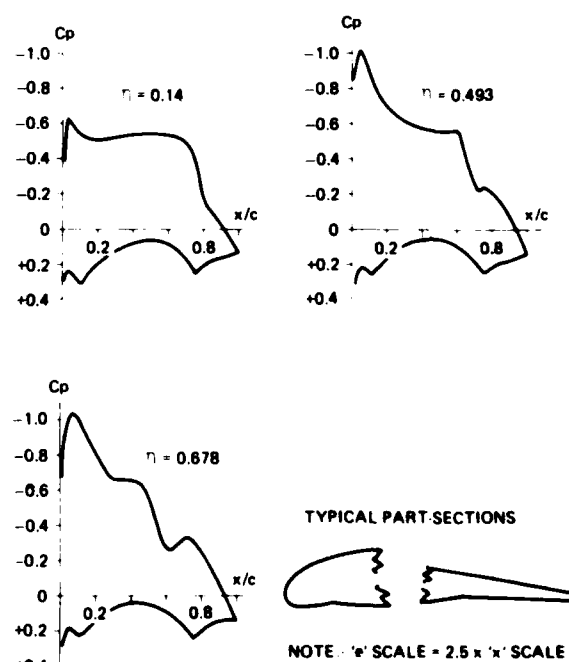 Cp
-1.0
-0.8
η = 0.14
-0.6
-0.4
-0.2
x/c
0
0.2
0.8
+0.2
+0.4
Cp
-1.0
-0.8
η = 0.493
-0.6
-0.4
-0.2
x/c
0
0.2
0.8
+0.2
+0.4
Cp
-1.0
-0.8
η = 0.678
-0.6
-0.4
-0.2
x/c
0
0.2
0.8
+0.2
+0.4
TYPICAL PART-SECTIONS
NOTE: 'e' SCALE = 2.5 x 'x' SCALE